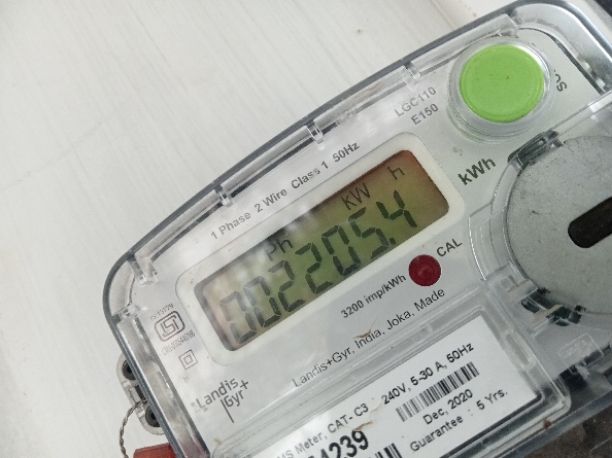 LGC110
E150
1 Phase 2 Wire Class 1 50Hz
kWh
Ph KW h
002205.4
3200 imp/kWh
CAL
Landis+Gyr, India, Joka, Made
Landis
Gyr
Meter, CAT- C3 : 240V, 5-30 A, 50Hz
Dec, 2020
Guarantee : 5 Yrs.